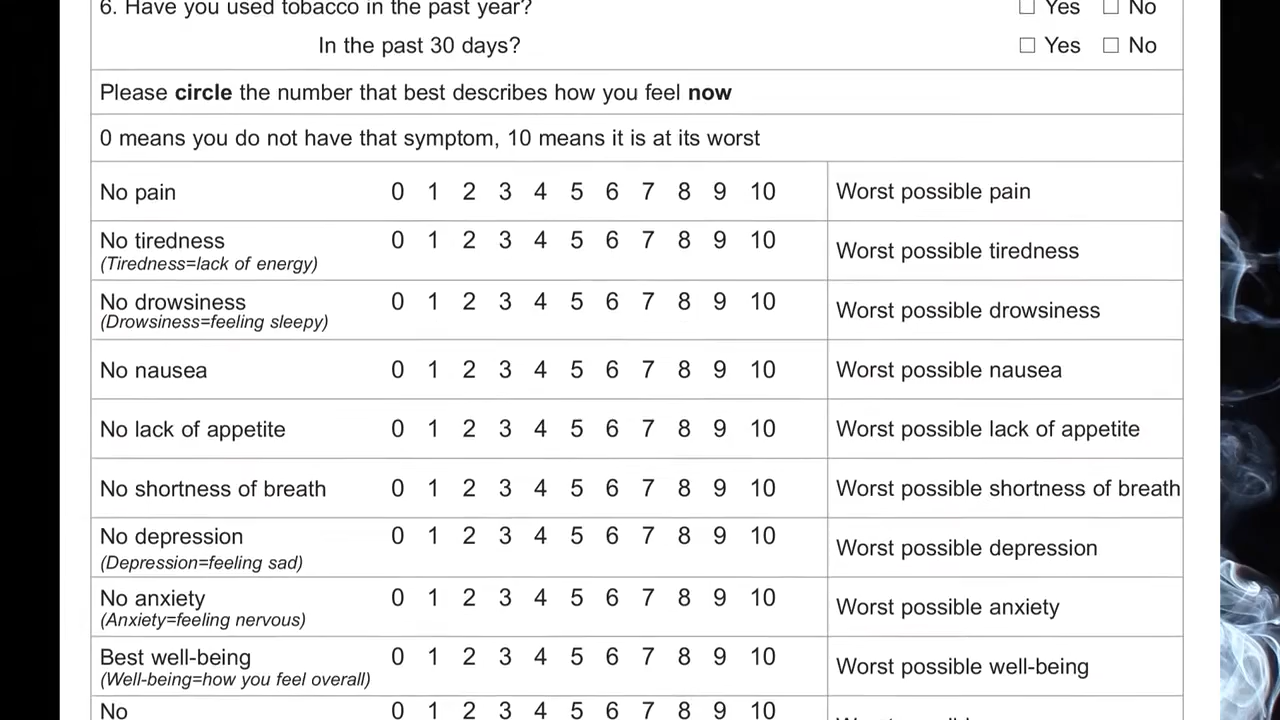 6. Have you used tobacco in the past year? ☐ Yes ☐ No
In the past 30 days? ☐ Yes ☐ No
Please circle the number that best describes how you feel now
0 means you do not have that symptom, 10 means it is at its worst
No pain 0 1 2 3 4 5 6 7 8 9 10 Worst possible pain
No tiredness 0 1 2 3 4 5 6 7 8 9 10 Worst possible tiredness
(Tiredness=lack of energy)
No drowsiness 0 1 2 3 4 5 6 7 8 9 10 Worst possible drowsiness
(Drowsiness=feeling sleepy)
No nausea 0 1 2 3 4 5 6 7 8 9 10 Worst possible nausea
No lack of appetite 0 1 2 3 4 5 6 7 8 9 10 Worst possible lack of appetite
No shortness of breath 0 1 2 3 4 5 6 7 8 9 10 Worst possible shortness of breath
No depression 0 1 2 3 4 5 6 7 8 9 10 Worst possible depression
(Depression=feeling sad)
No anxiety 0 1 2 3 4 5 6 7 8 9 10 Worst possible anxiety
(Anxiety=feeling nervous)
Best well-being 0 1 2 3 4 5 6 7 8 9 10 Worst possible well-being
(Well-being=how you feel overall)
No 0 1 2 3 4 5 6 7 8 9 10